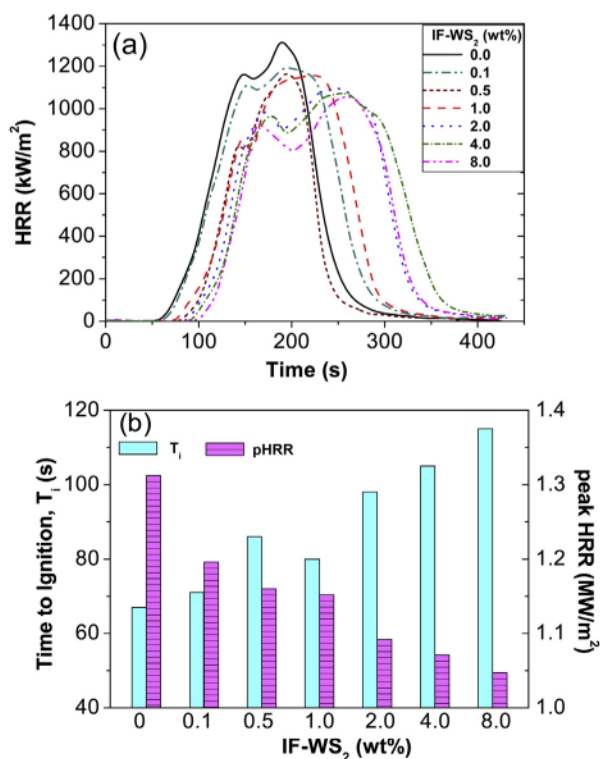 (a)
IF-WS₂ (wt%)
0.0
0.1
0.5
1.0
2.0
4.0
8.0
HRR (kW/m²)
1400
1200
1000
800
600
400
200
0
0 100 200 300 400
Time (s)
(b)
Tᵢ pHRR
Time to Ignition, Tᵢ (s)
120
100
80
60
40
peak HRR (MW/m²)
1.4
1.3
1.2
1.1
1.0
0 0.1 0.5 1.0 2.0 4.0 8.0
IF-WS₂ (wt%)